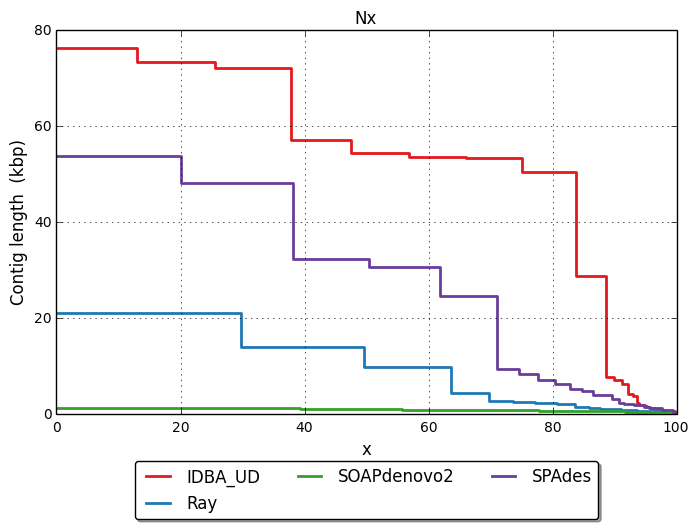 Nx
80
60
40
20
0
Contig length (kbp)
0 20 40 60 80 100
x
IDBA_UD SOAPdenovo2 SPAdes
Ray